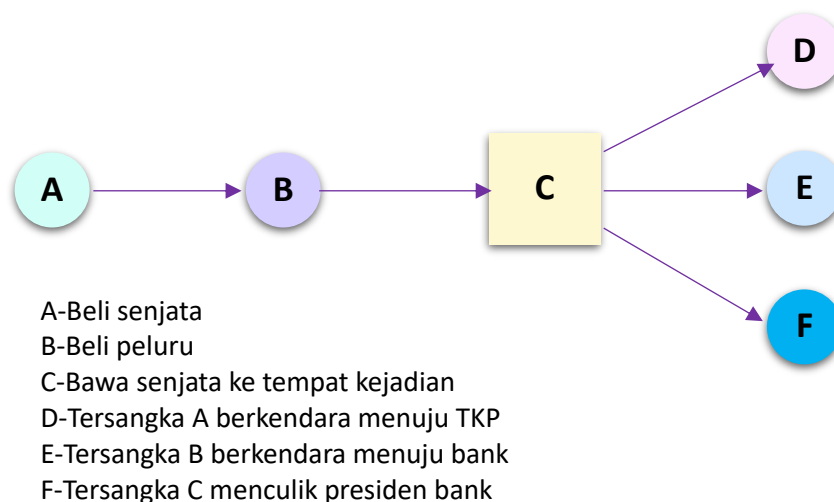 D
A
B
C
E
F
A-Beli senjata
B-Beli peluru
C-Bawa senjata ke tempat kejadian
D-Tersangka A berkendara menuju TKP
E-Tersangka B berkendara menuju bank
F-Tersangka C menculik presiden bank